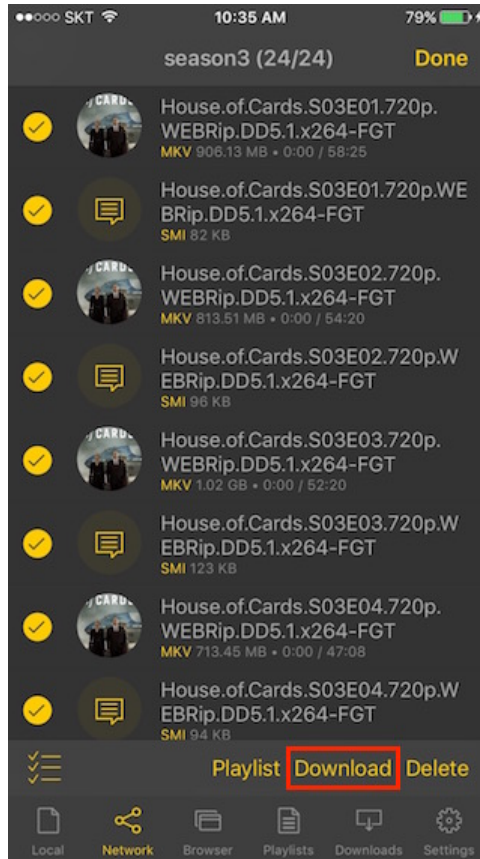 SKT 10:35 AM 79%
season3 (24/24) Done
CARD
House.of.Cards.S03E01.720p.
WEBRip.DD5.1.x264-FGT
MKV 906.13 MB • 0:00 / 58:25
House.of.Cards.S03E01.720p.WE
BRip.DD5.1.x264-FGT
SMI 82 KB
CARD
House.of.Cards.S03E02.720p.
WEBRip.DD5.1.x264-FGT
MKV 813.51 MB • 0:00 / 54:20
House.of.Cards.S03E02.720p.W
EBRip.DD5.1.x264-FGT
SMI 96 KB
CARD
House.of.Cards.S03E03.720p.
WEBRip.DD5.1.x264-FGT
MKV 1.02 GB • 0:00 / 52:20
House.of.Cards.S03E03.720p.W
EBRip.DD5.1.x264-FGT
SMI 123 KB
CARD
House.of.Cards.S03E04.720p.
WEBRip.DD5.1.x264-FGT
MKV 713.45 MB • 0:00 / 47:08
House.of.Cards.S03E04.720p.W
EBRip.DD5.1.x264-FGT
SMI 94 KB
Playlist Download Delete
Local Network Browser Playlists Downloads Settings